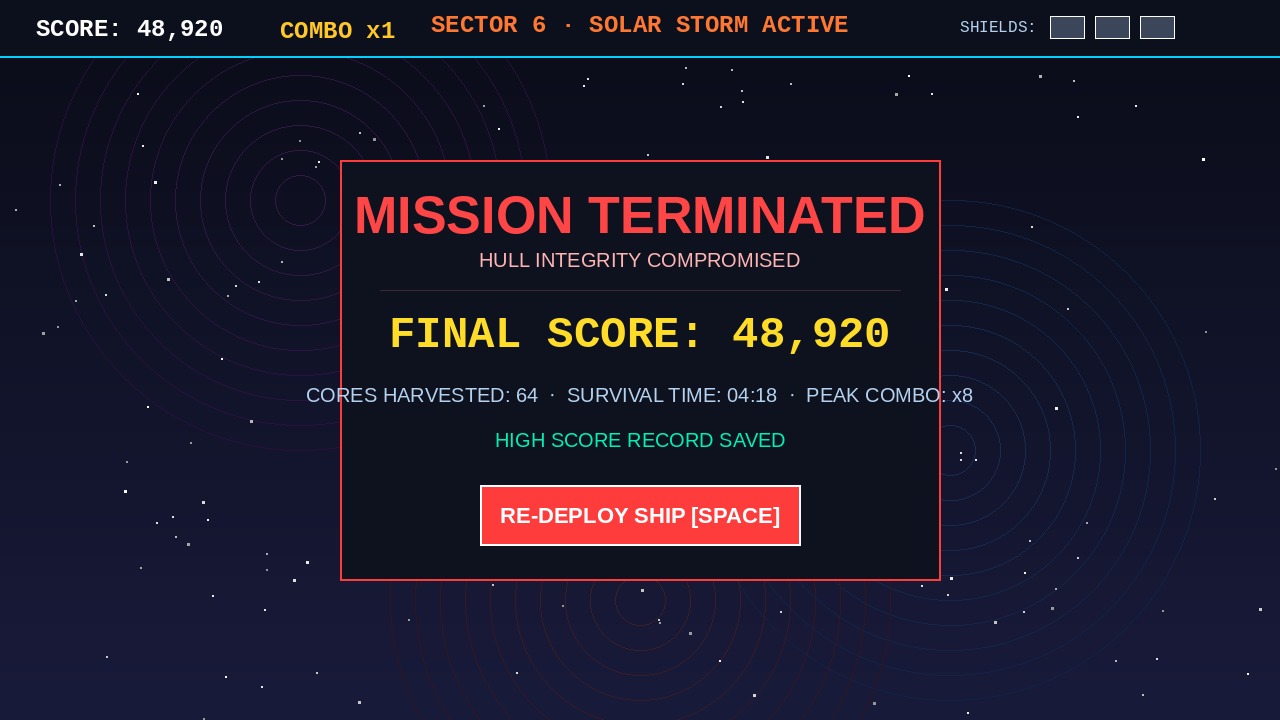 SCORE: 48,920
COMBO x1
SECTOR 6 · SOLAR STORM ACTIVE
SHIELDS:
MISSION TERMINATED
HULL INTEGRITY COMPROMISED
FINAL SCORE: 48,920
CORES HARVESTED: 64 · SURVIVAL TIME: 04:18 · PEAK COMBO: x8
HIGH SCORE RECORD SAVED
RE-DEPLOY SHIP [SPACE]